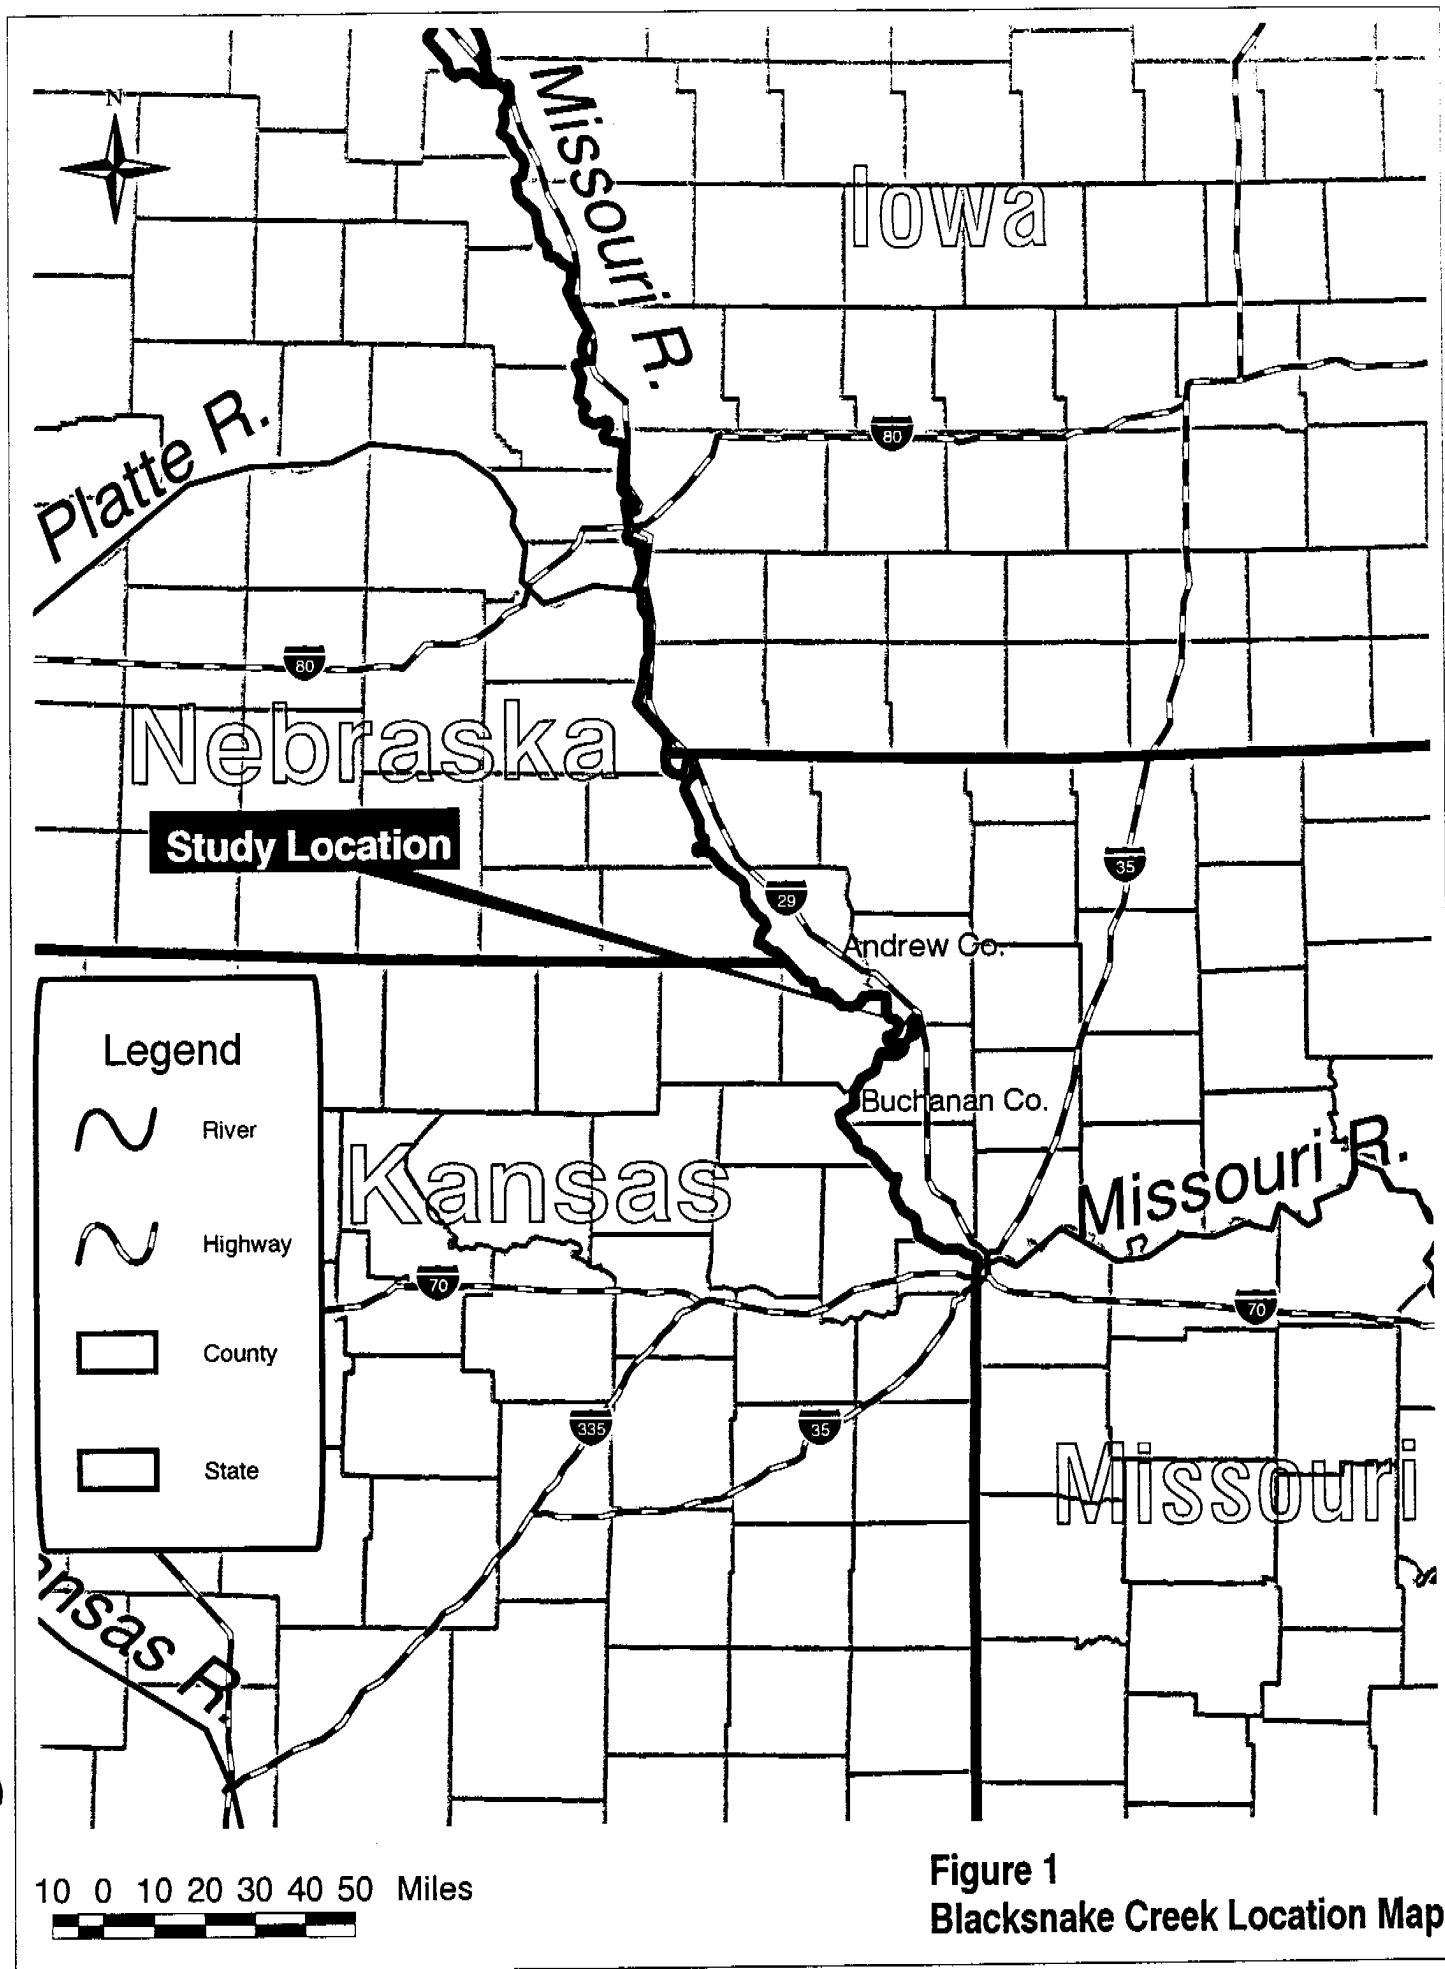 N
Missouri R.
Iowa
Platte R.
80
80
Nebraska
Study Location
35
29
Andrew Co.
Legend
River
Highway
County
State
Buchanan Co.
Kansas
Missouri R.
70
70
335
35
Missouri
ansas R.
10 0 10 20 30 40 50 Miles
Figure 1
Blacksnake Creek Location Map